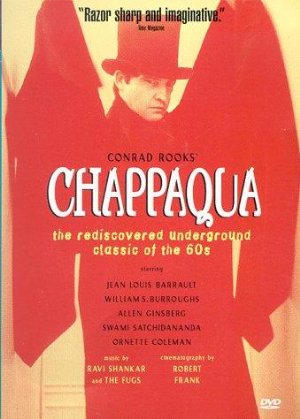 "Razor sharp and imaginative."
Time Magazine
CONRAD ROOKS'
CHAPPAQUA
the rediscovered underground
classic of the 60s
starring
JEAN LOUIS BARRAULT
WILLIAM S. BURROUGHS
ALLEN GINSBERG
SWAMI SATCHIDANANDA
ORNETTE COLEMAN
music by
RAVI SHANKAR
and THE FUGS
cinematography by
ROBERT
FRANK
DVD